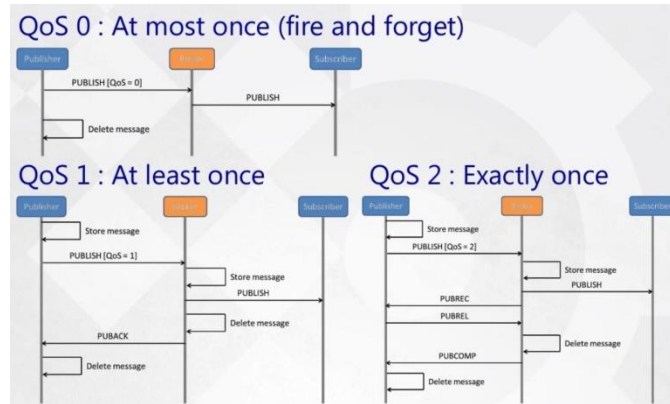 QoS 0 : At most once (fire and forget)
Publisher
Subscriber
PUBLISH [QoS = 0]
PUBLISH
Delete message
QoS 1 : At least once
Publisher
Subscriber
Store message
PUBLISH [QoS = 1]
Store message
PUBLISH
Delete message
PUBACK
Delete message
QoS 2 : Exactly once
Publisher
Subscriber
Store message
PUBLISH [QoS = 2]
Store message
PUBLISH
PUBREC
PUBREL
Delete message
PUBCOMP
Delete message